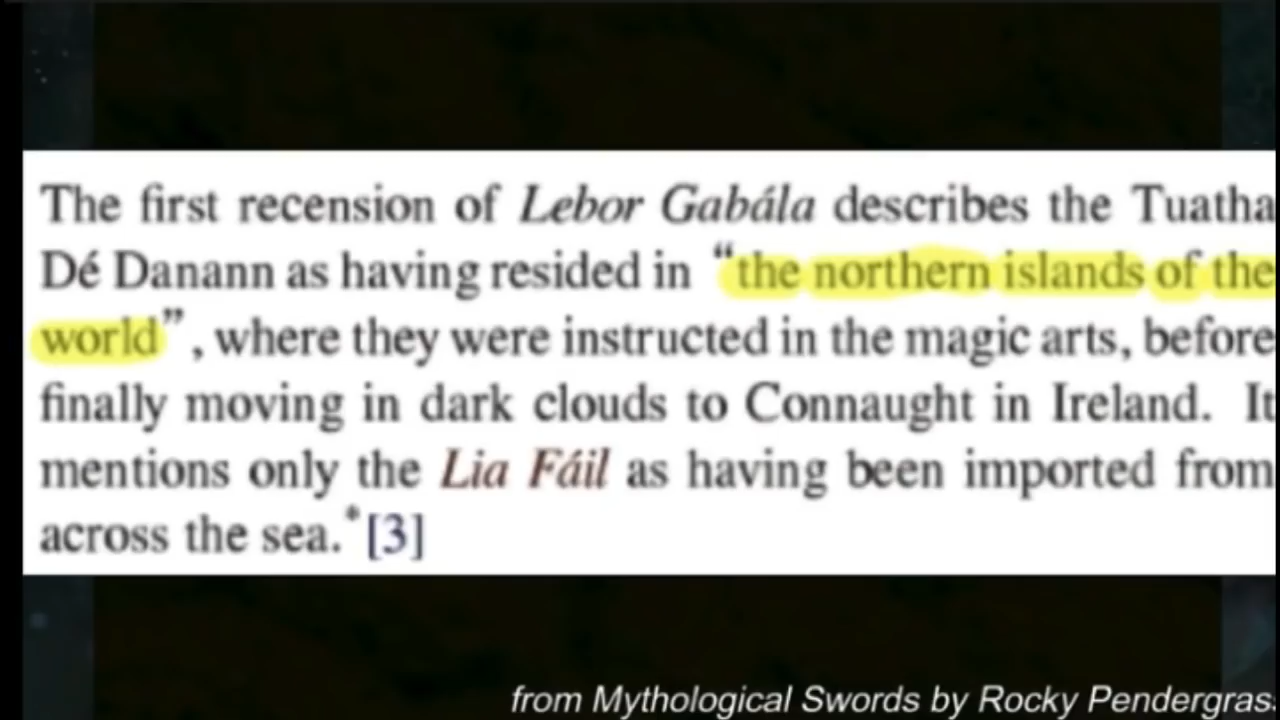 The first recension of Lebor Gabála describes the Tuatha
Dé Danann as having resided in “the northern islands of the
world”, where they were instructed in the magic arts, before
finally moving in dark clouds to Connaught in Ireland. It
mentions only the Lia Fáil as having been imported from
across the sea.*[3]
from Mythological Swords by Rocky Pendergras